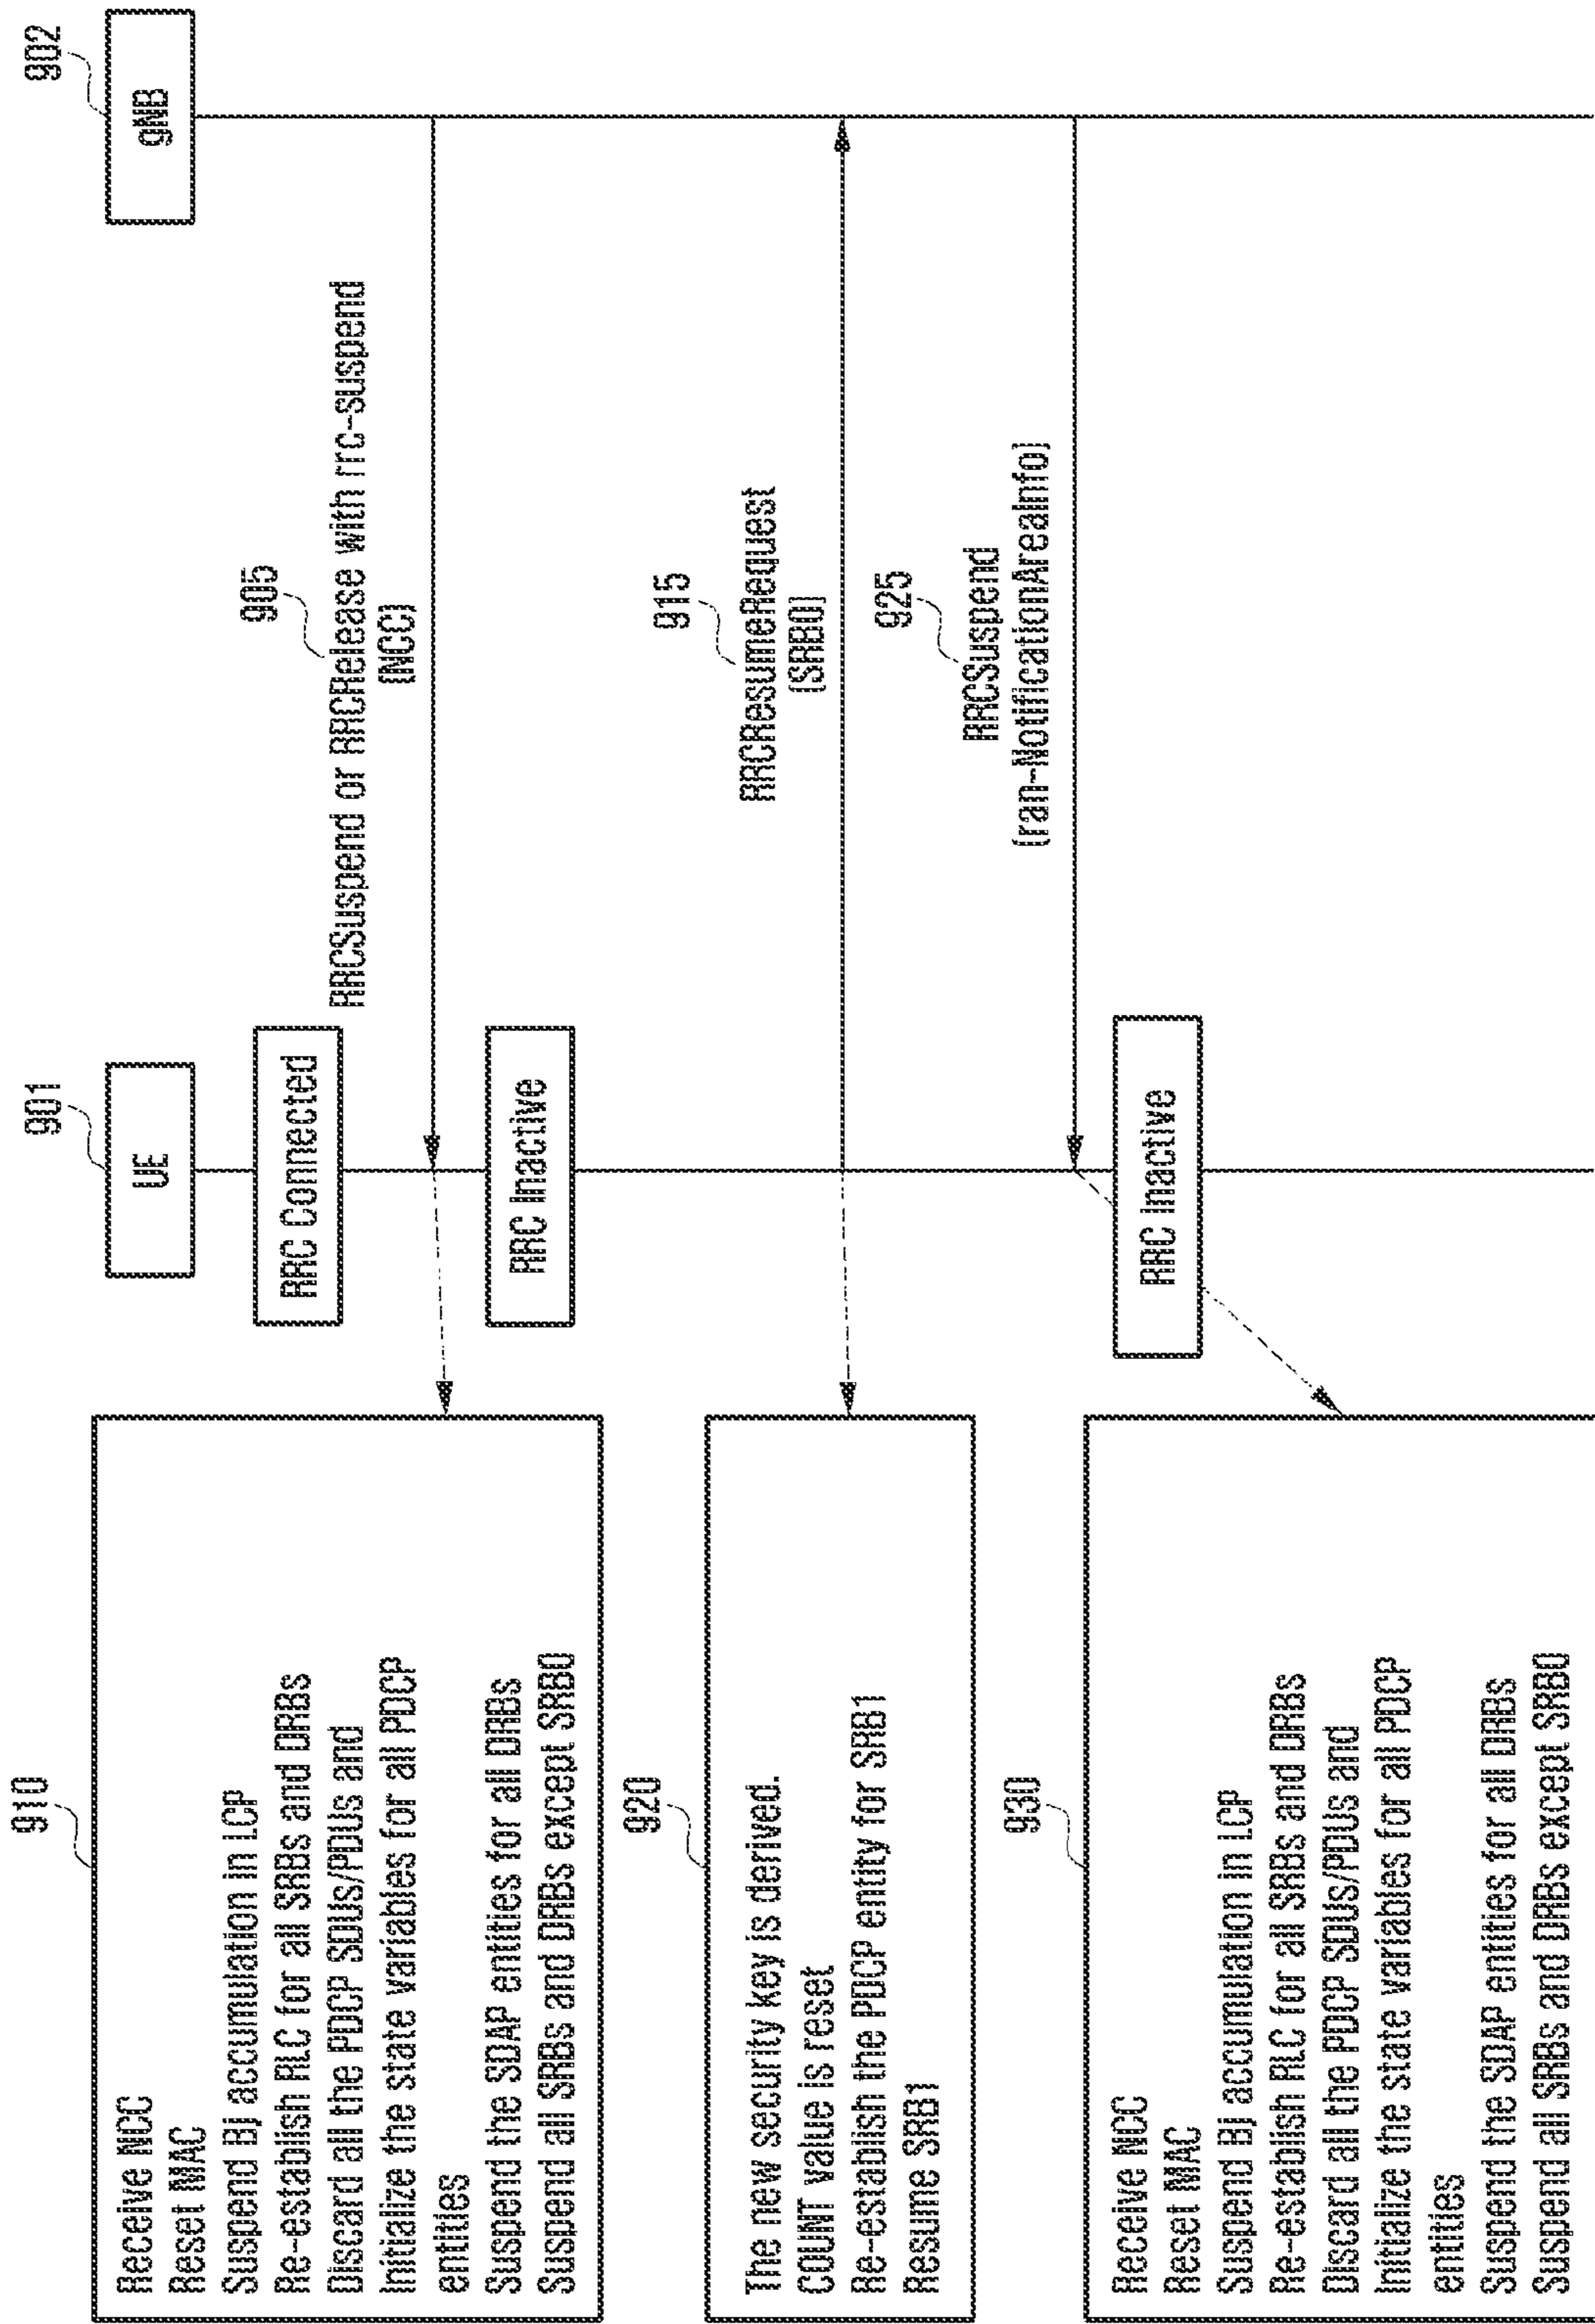 901
902
UE
gNB
RRC Connected
905
RRCSuspend or RRCRelease with rrc-suspend
(NCC)
RRC Inactive
910
Receive NCC
Reset MAC
Suspend Bj accumulation in LCP
Re-establish RLC for all SRBs and DRBs
Discard all the PDCP SDUs/PDUs and
Initialize the state variables for all PDCP
entities
Suspend the SDAP entities for all DRBs
Suspend all SRBs and DRBs except SRB0
915
RRCResumeRequest
(SRB0)
920
The new security key is derived.
COUNT value is reset
Re-establish the PDCP entity for SRB1
Resume SRB1
925
RRCSuspend
(ran-NotificationAreaInfo)
RRC Inactive
930
Receive NCC
Reset MAC
Suspend Bj accumulation in LCP
Re-establish RLC for all SRBs and DRBs
Discard all the PDCP SDUs/PDUs and
Initialize the state variables for all PDCP
entities
Suspend the SDAP entities for all DRBs
Suspend all SRBs and DRBs except SRB0